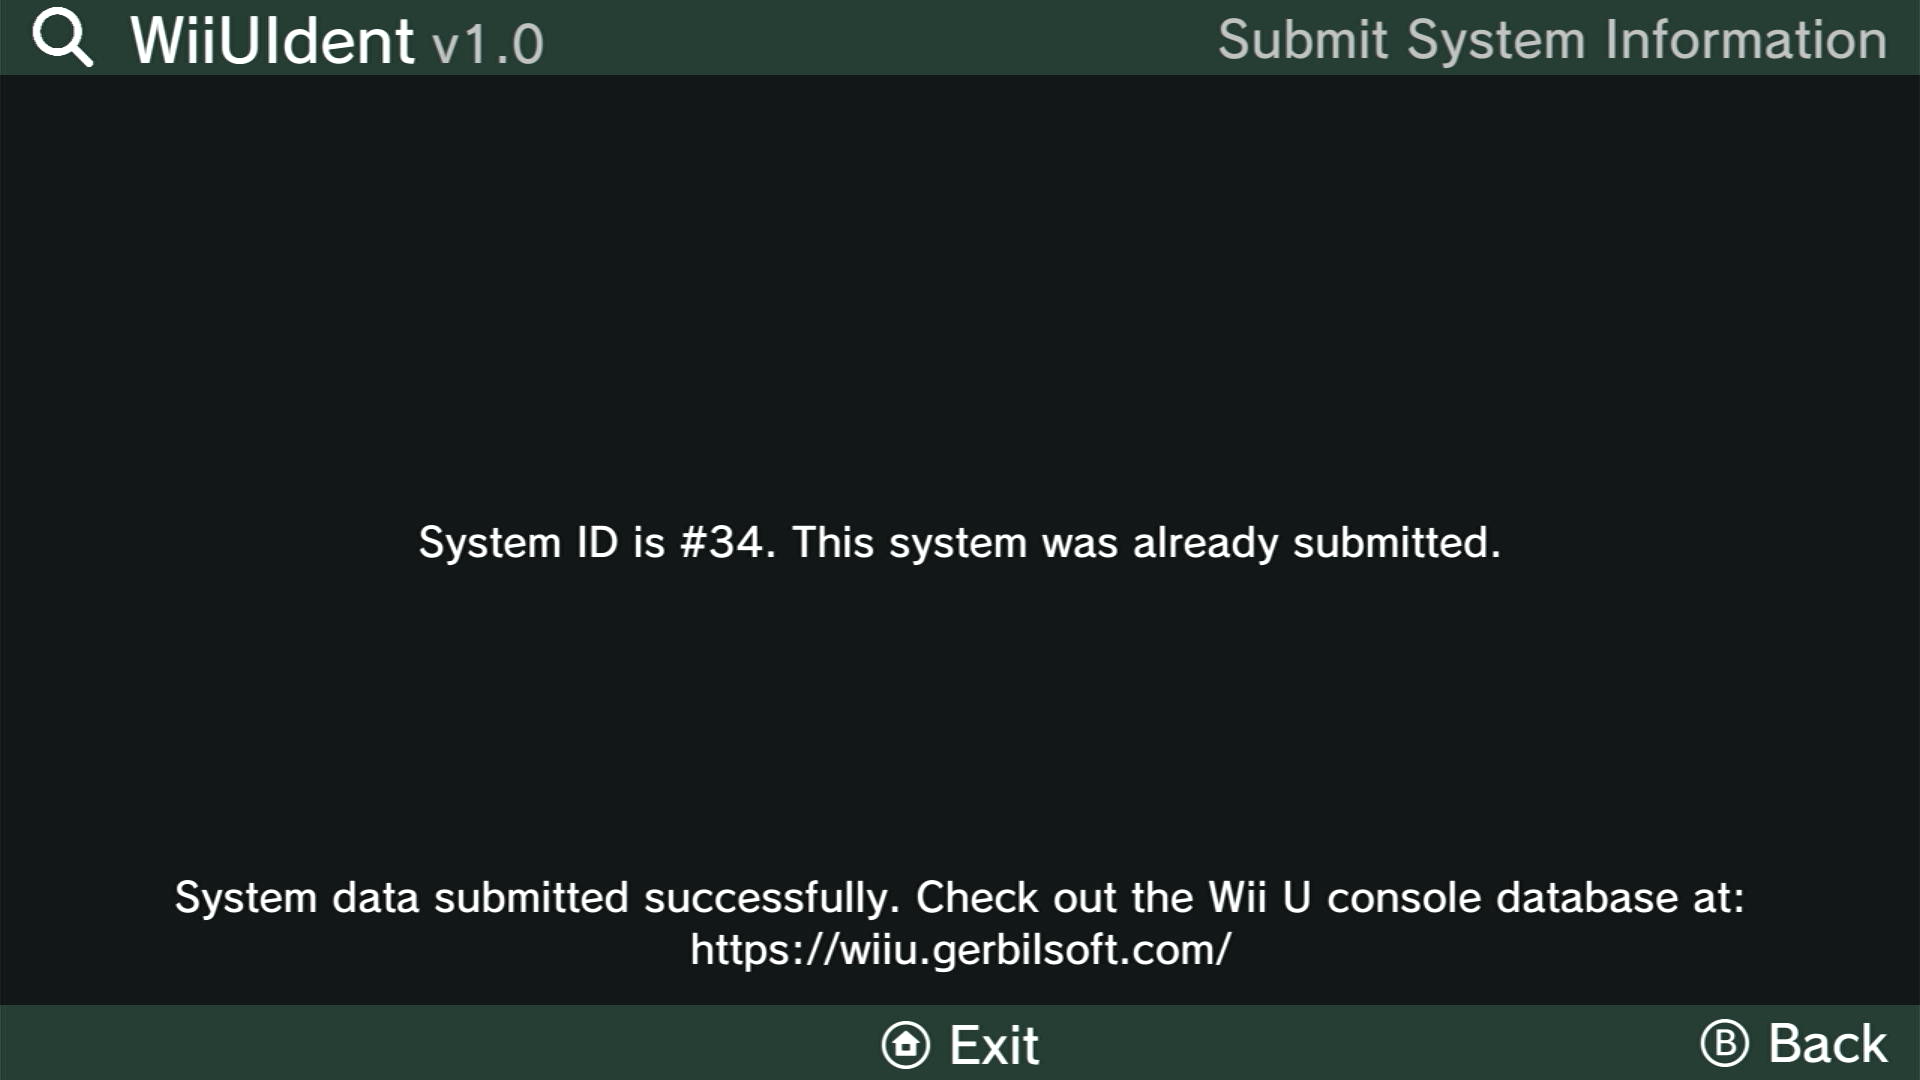 WiiUIdent v1.0
Submit System Information
System ID is #34. This system was already submitted.
System data submitted successfully. Check out the Wii U console database at:
https://wiiu.gerbilsoft.com/
Exit
B Back